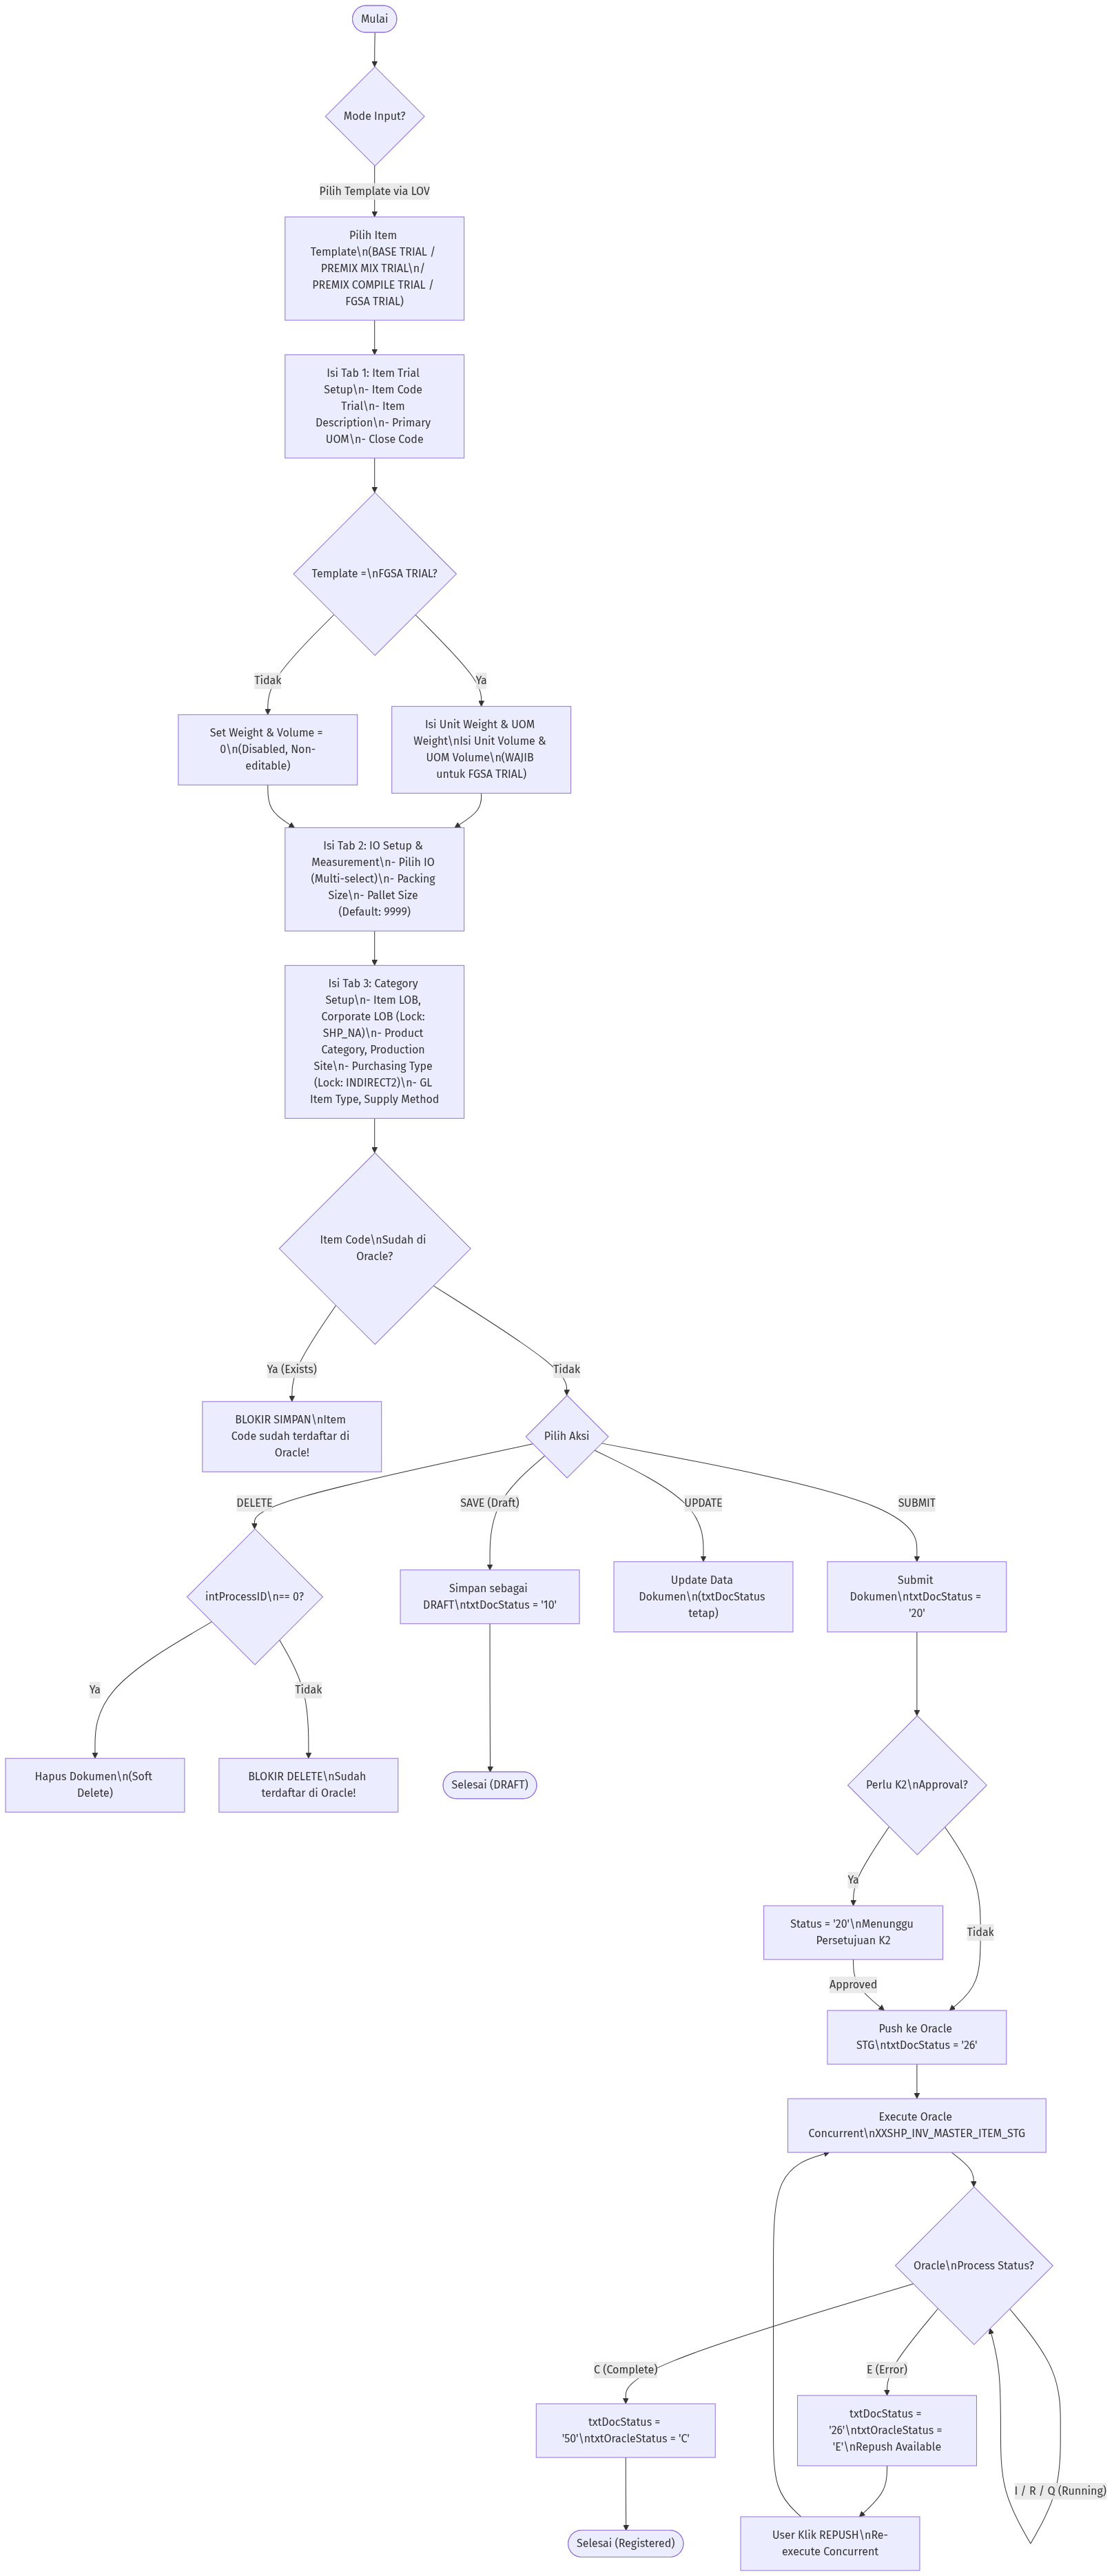 Mulai
Mode Input?
Pilih Template via LOV
Pilih Item
Template\n(BASE TRIAL /
PREMIX MIX TRIAL\n/
PREMIX COMPILE TRIAL /
FGSA TRIAL)
Isi Tab 1: Item Trial
Setup\n- Item Code
Trial\n- Item
Description\n- Primary
UOM\n- Close Code
Template =\nFGSA TRIAL?
Tidak
Ya
Set Weight & Volume =
0\n(Disabled, Non-
editable)
Isi Unit Weight & UOM
Weight\nIsi Unit Volume &
UOM Volume\n(WAJIB
untuk FGSA TRIAL)
Isi Tab 2: IO Setup &
Measurement\n- Pilih IO
(Multi-select)\n- Packing
Size\n- Pallet Size
(Default: 9999)
Isi Tab 3: Category
Setup\n- Item LOB,
Corporate LOB (Lock:
SHP_NA)\n- Product
Category, Production
Site\n- Purchasing Type
(Lock: INDIRECT2)\n- GL
Item Type, Supply Method
Item Code\nSudah di
Oracle?
Ya (Exists)
Tidak
BLOKIR SIMPAN\nItem
Code sudah terdaftar di
Oracle!
Pilih Aksi
DELETE
SAVE (Draft)
UPDATE
SUBMIT
intProcessID\n== 0?
Simpan sebagai
DRAFT\ntxtDocStatus = '10'
Update Data
Dokumen\n(txtDocStatus
tetap)
Submit
Dokumen\ntxtDocStatus =
'20'
Ya
Tidak
Hapus Dokumen\n(Soft
Delete)
BLOKIR DELETE\nSudah
terdaftar di Oracle!
Selesai (DRAFT)
Perlu K2\nApproval?
Ya
Tidak
Status = '20'\nMenunggu
Persetujuan K2
Approved
Push ke Oracle
STG\ntxtDocStatus = '26'
Execute Oracle
Concurrent\nXXSHP_INV_MASTER_ITEM_STG
Oracle\nProcess Status?
C (Complete)
E (Error)
I / R / Q (Running)
txtDocStatus =
'50'\ntxtOracleStatus = 'C'
txtDocStatus =
'26'\ntxtOracleStatus =
'E'\nRepush Available
Selesai (Registered)
User Klik REPUSH\nRe-
execute Concurrent